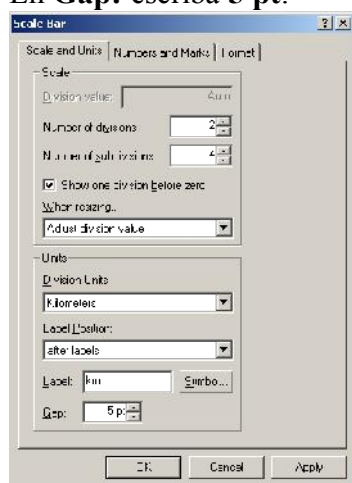 En Gap: escriba 5 pt.
Scale Bar
Scale and Units Numbers and Marks Format
Scale
Division value: Auto
Number of divisions 2
Number of subdivisions 4
Show one division before zero
When resizing...
Adjust division value
Units
Division Units
Kilometers
Label Position:
after labels
Label: km Symbol...
Gap: 5 pt
OK Cancel Apply